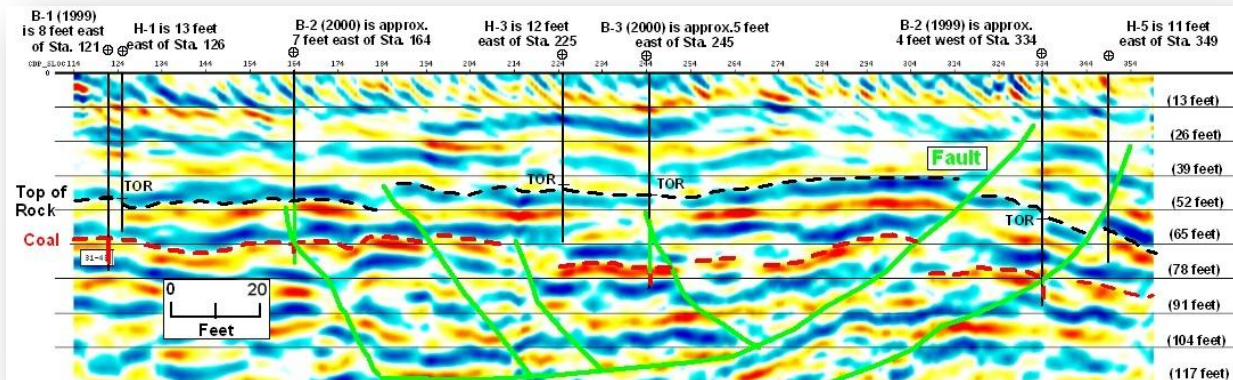 B-1 (1999)
is 8 feet east
of Sta. 121
H-1 is 13 feet
east of Sta. 126
B-2 (2000) is approx.
7 feet east of Sta. 164
H-3 is 12 feet
east of Sta. 225
B-3 (2000) is approx.5 feet
east of Sta. 245
B-2 (1999) is approx.
4 feet west of Sta. 334
H-5 is 11 feet
east of Sta. 349
114 124 134 144 154 164 174 184 194 204 214 224 234 244 254 264 274 284 294 304 314 324 334 344 354
0
(13 feet)
(26 feet)
(39 feet)
(52 feet)
(65 feet)
(78 feet)
(91 feet)
(104 feet)
(117 feet)
Fault
TOR
TOR
TOR
TOR
Top of
Rock
Coal
0 20
Feet